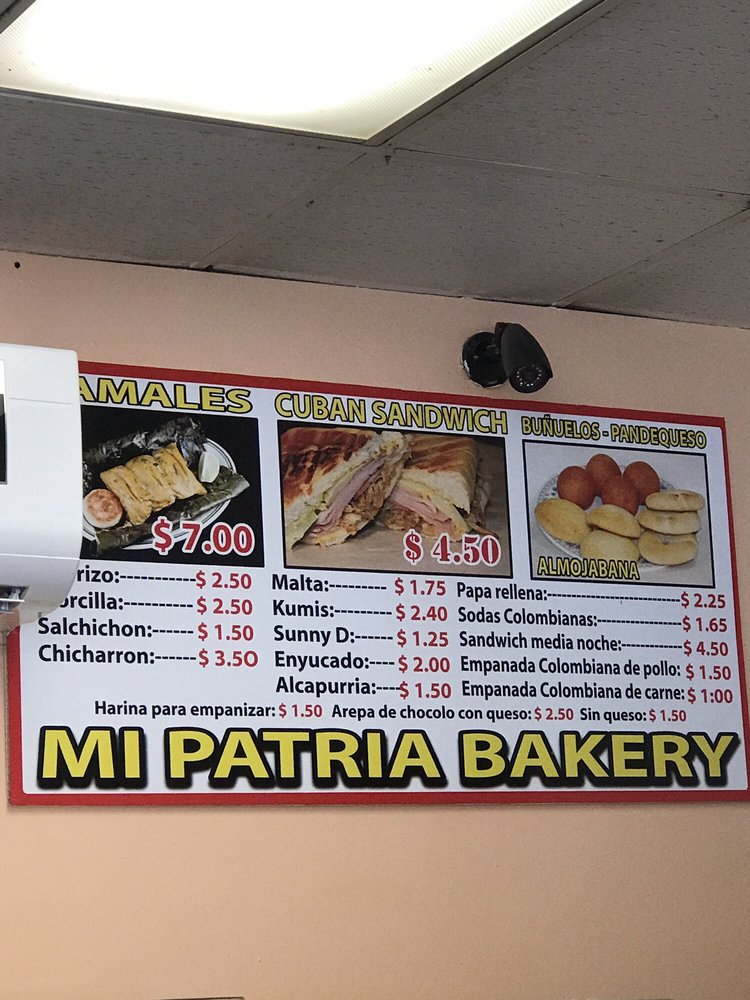 AMALES
$ 7.00
rizo:-----------$ 2.50
orcilla:---------$ 2.50
Salchichon:------$ 1.50
Chicharron:------$ 3.5O
CUBAN SANDWICH
$ 4.50
Malta:--------- $ 1.75
Kumis:-------- $ 2.40
Sunny D:------ $ 1.25
Enyucado:---- $ 2.00
Alcapurria:---$ 1.50
BUÑUELOS - PANDEQUESO
ALMOJABANA
Papa rellena:---------------------------$ 2.25
Sodas Colombianas:-----------------$ 1.65
Sandwich media noche:------------$ 4.50
Empanada Colombiana de pollo: $ 1.50
Empanada Colombiana de carne: $ 1:00
Harina para empanizar: $ 1.50 Arepa de chocolo con queso: $ 2.50 Sin queso: $ 1.50
MI PATRIA BAKERY